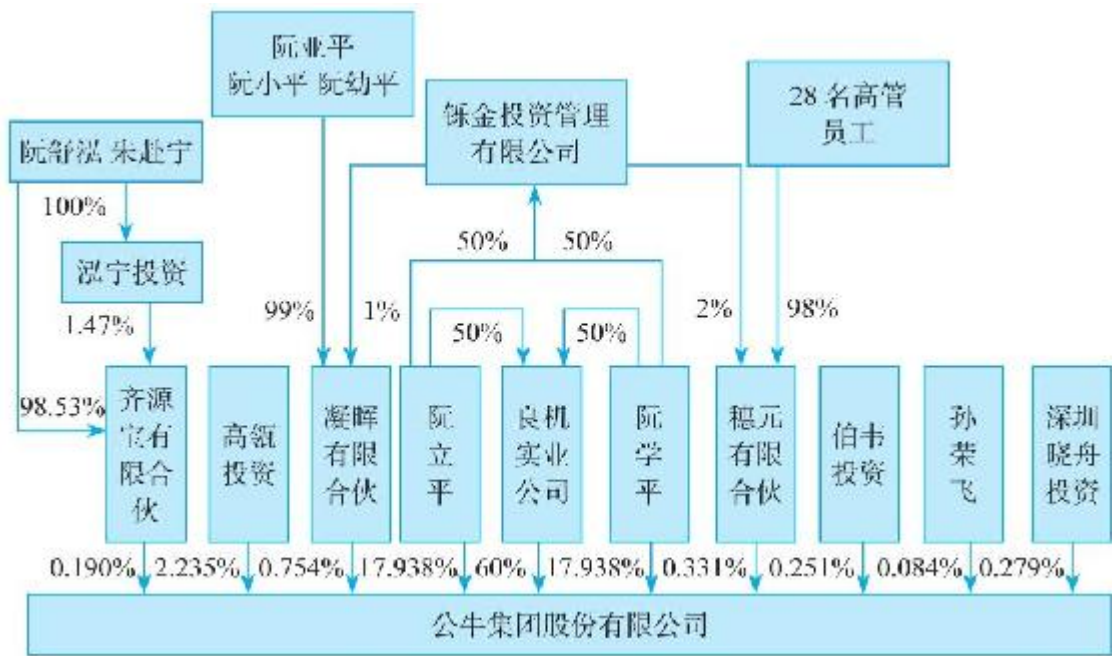 阮亚平
阮小平 阮幼平
铄金投资管理
有限公司
28 名高管
员工
阮舒泓 朱赴宁
100%
50%
50%
泓宁投资
1.47%
99%
1%
50%
50%
2%
98%
98.53%
齐源
宝有
限合
伙
高瓴
投资
凝晖
有限
合伙
阮
立
平
良机
实业
公司
阮
学
平
穗元
有限
合伙
伯韦
投资
孙
荣
飞
深圳
晓舟
投资
0.190%
2.235%
0.754%
17.938%
60%
17.938%
0.331%
0.251%
0.084%
0.279%
公牛集团股份有限公司